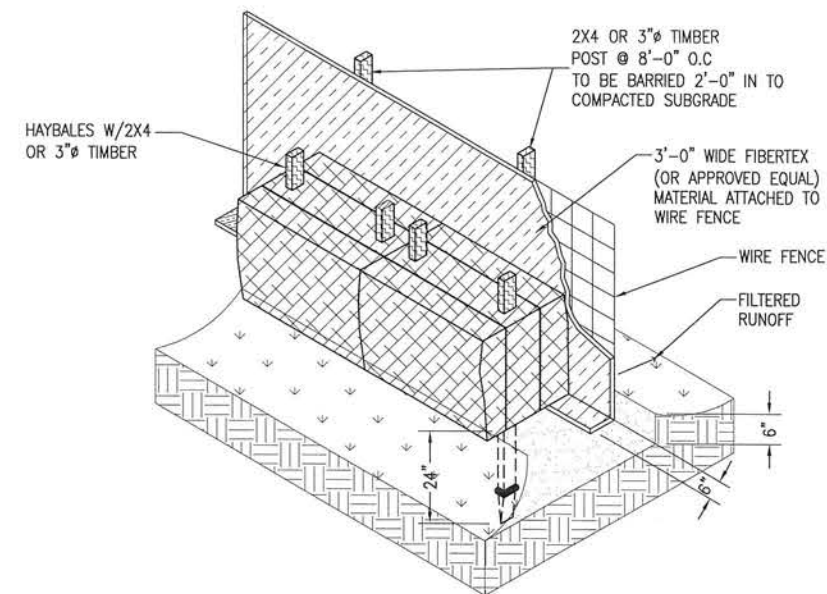 2X4 OR 3"ø TIMBER
POST @ 8'-0" O.C
TO BE BARRIED 2'-0" IN TO
COMPACTED SUBGRADE
HAYBALES W/2X4
OR 3"ø TIMBER
3'-0" WIDE FIBERTEX
(OR APPROVED EQUAL)
MATERIAL ATTACHED TO
WIRE FENCE
WIRE FENCE
FILTERED
RUNOFF
6"
24"
6"